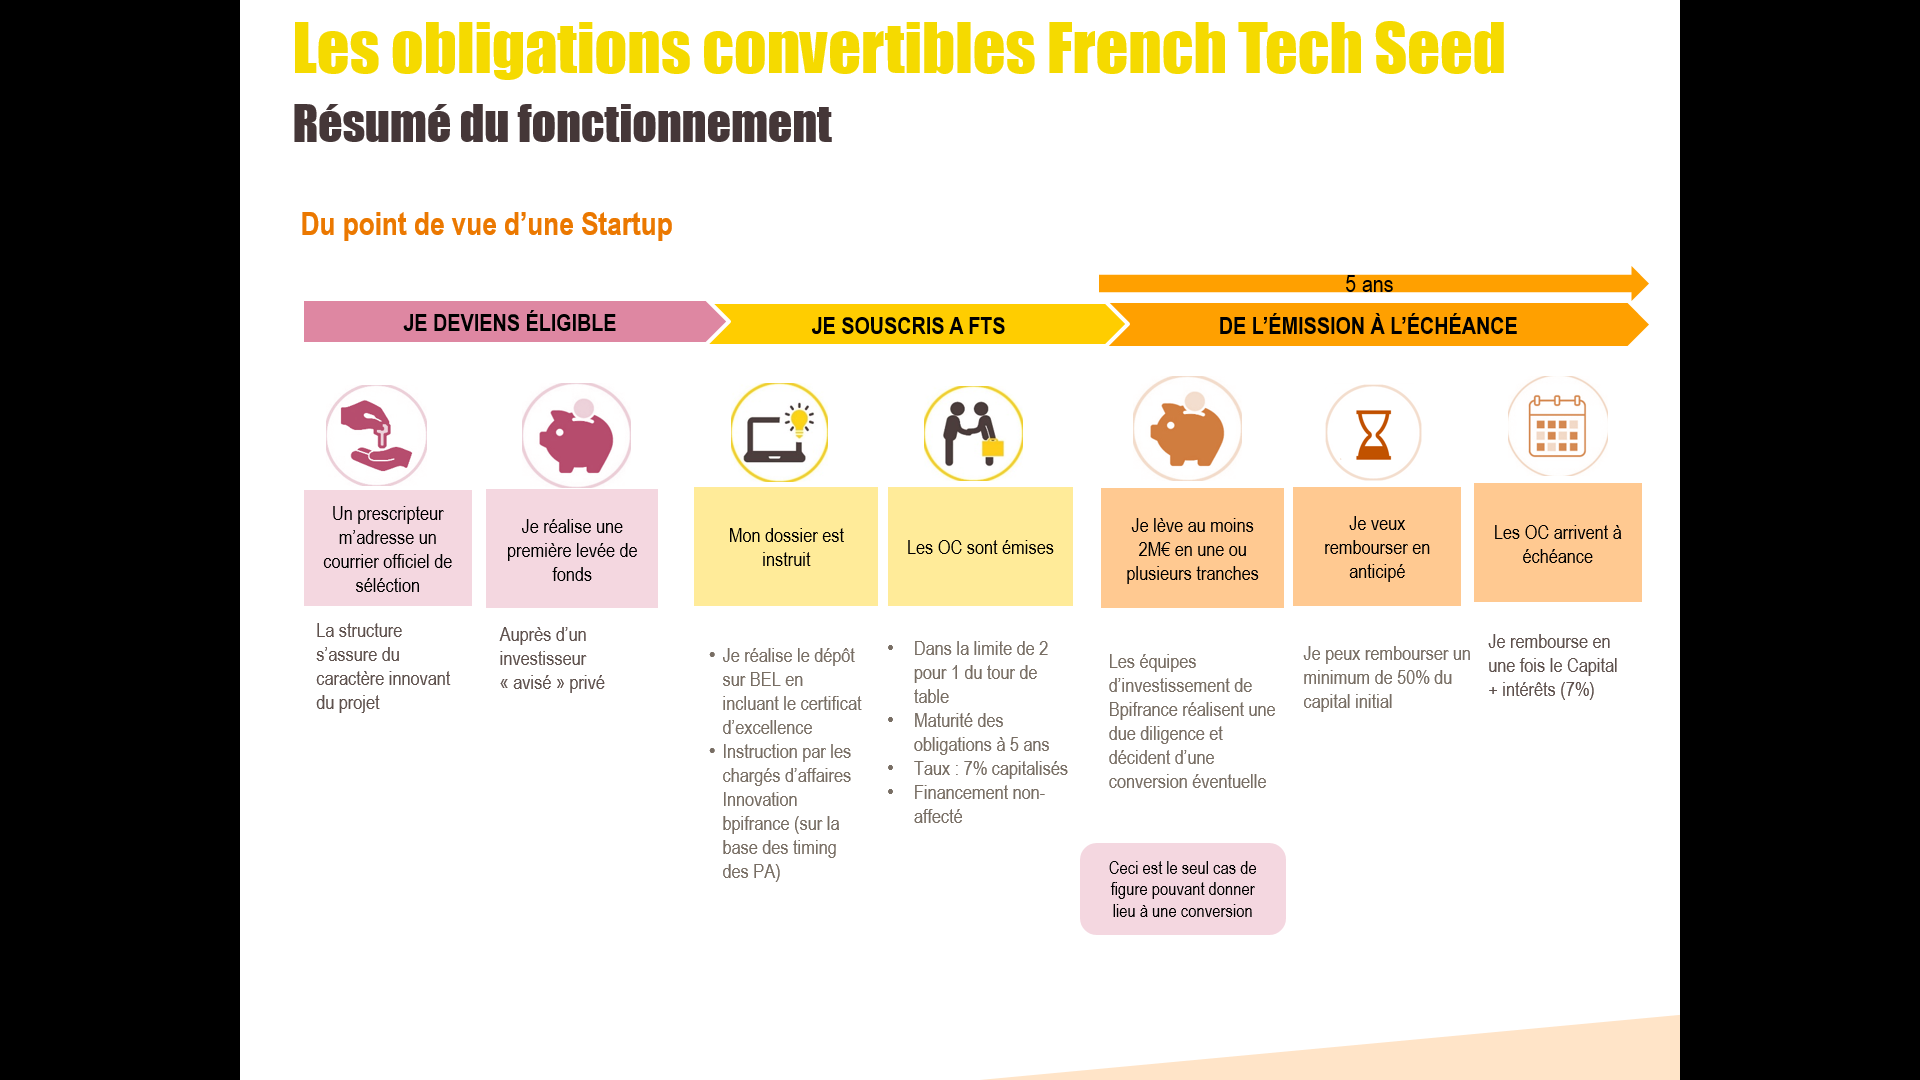 Les obligations convertibles French Tech Seed
Résumé du fonctionnement
Du point de vue d’une Startup
5 ans
JE DEVIENS ÉLIGIBLE
JE SOUSCRIS A FTS
DE L’ÉMISSION À L’ÉCHÉANCE
Un prescripteur
m’adresse un
courrier officiel de
séléction
La structure
s’assure du
caractère innovant
du projet
Je réalise une
première levée de
fonds
Auprès d’un
investisseur
« avisé » privé
Mon dossier est
instruit
• Je réalise le dépôt
sur BEL en
incluant le certificat
d’excellence
• Instruction par les
chargés d’affaires
Innovation
bpifrance (sur la
base des timing
des PA)
Les OC sont émises
• Dans la limite de 2
pour 1 du tour de
table
• Maturité des
obligations à 5 ans
• Taux : 7% capitalisés
• Financement non-
affecté
Je lève au moins
2M€ en une ou
plusieurs tranches
Les équipes
d’investissement de
Bpifrance réalisent une
due diligence et
décident d’une
conversion éventuelle
Ceci est le seul cas de
figure pouvant donner
lieu à une conversion
Je veux
rembourser en
anticipé
Je peux rembourser un
minimum de 50% du
capital initial
Les OC arrivent à
échéance
Je rembourse en
une fois le Capital
+ intérêts (7%)